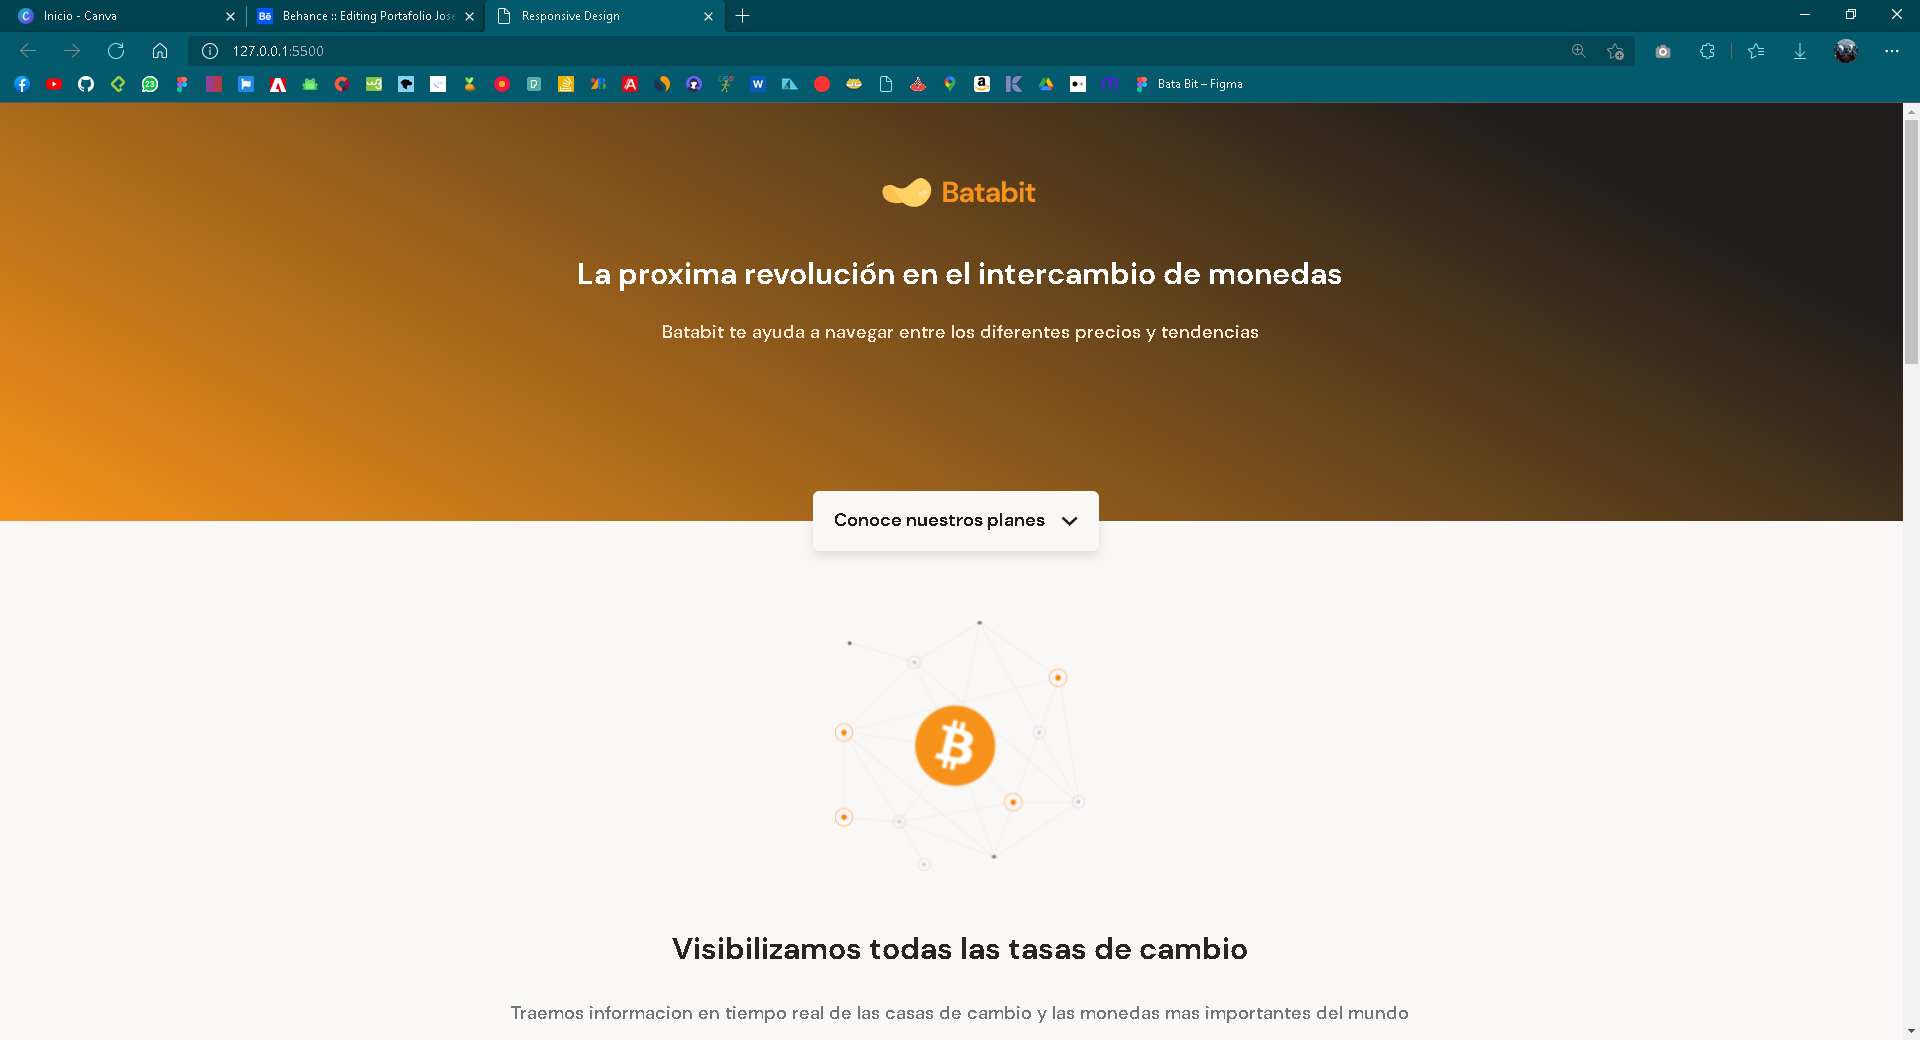 Inicio - Canva
Behance :: Editing Portafolio Jose
Responsive Design
127.0.0.1:5500
Bata Bit – Figma
Batabit
La proxima revolución en el intercambio de monedas
Batabit te ayuda a navegar entre los diferentes precios y tendencias
Conoce nuestros planes
Visibilizamos todas las tasas de cambio
Traemos informacion en tiempo real de las casas de cambio y las monedas mas importantes del mundo